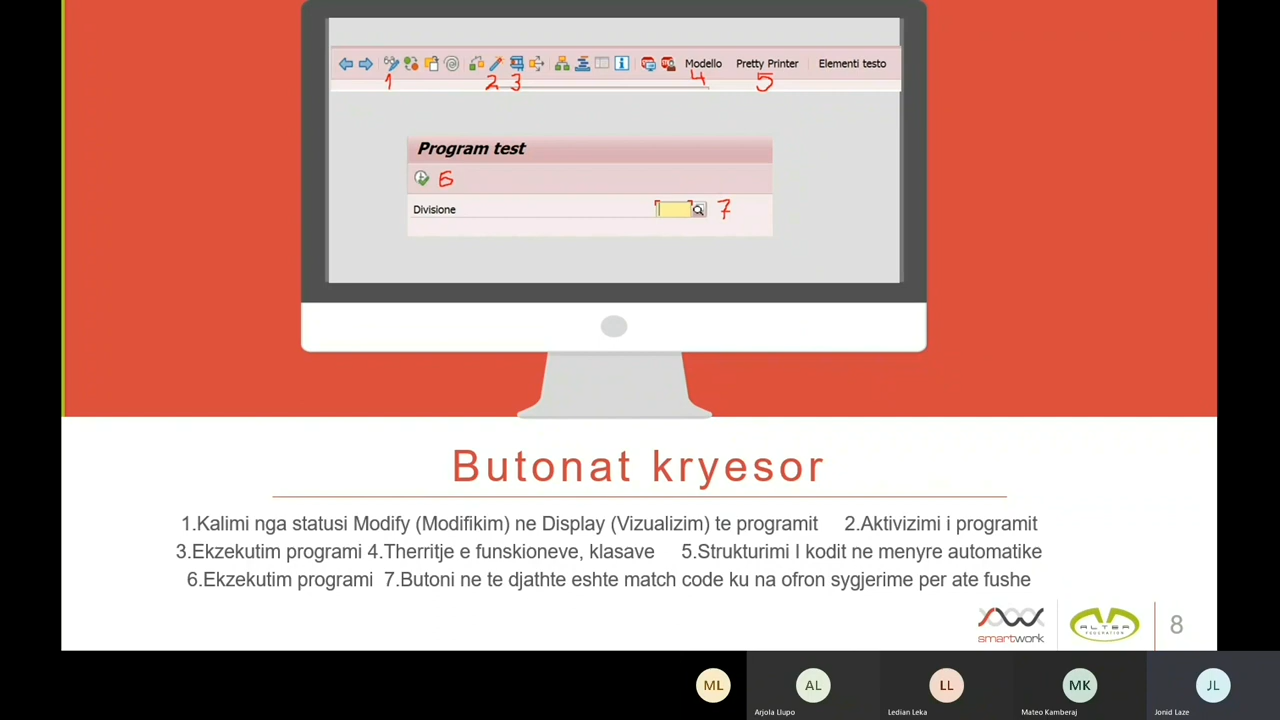 Modello Pretty Printer Elementi testo
1 2 3 4 5
Program test
6
Divisione 7
Butonat kryesor
1.Kalimi nga statusi Modify (Modifikim) ne Display (Vizualizim) te programit 2.Aktivizimi i programit
3.Ekzekutim programi 4.Therritje e funskioneve, klasave 5.Strukturimi I kodit ne menyre automatike
6.Ekzekutim programi 7.Butoni ne te djathte eshte match code ku na ofron sygjerime per ate fushe
smartwork ALTEA FEDERATION 8
ML AL LL MK JL
Arjola Llupo Ledian Leka Mateo Kamberaj Jonid Laze